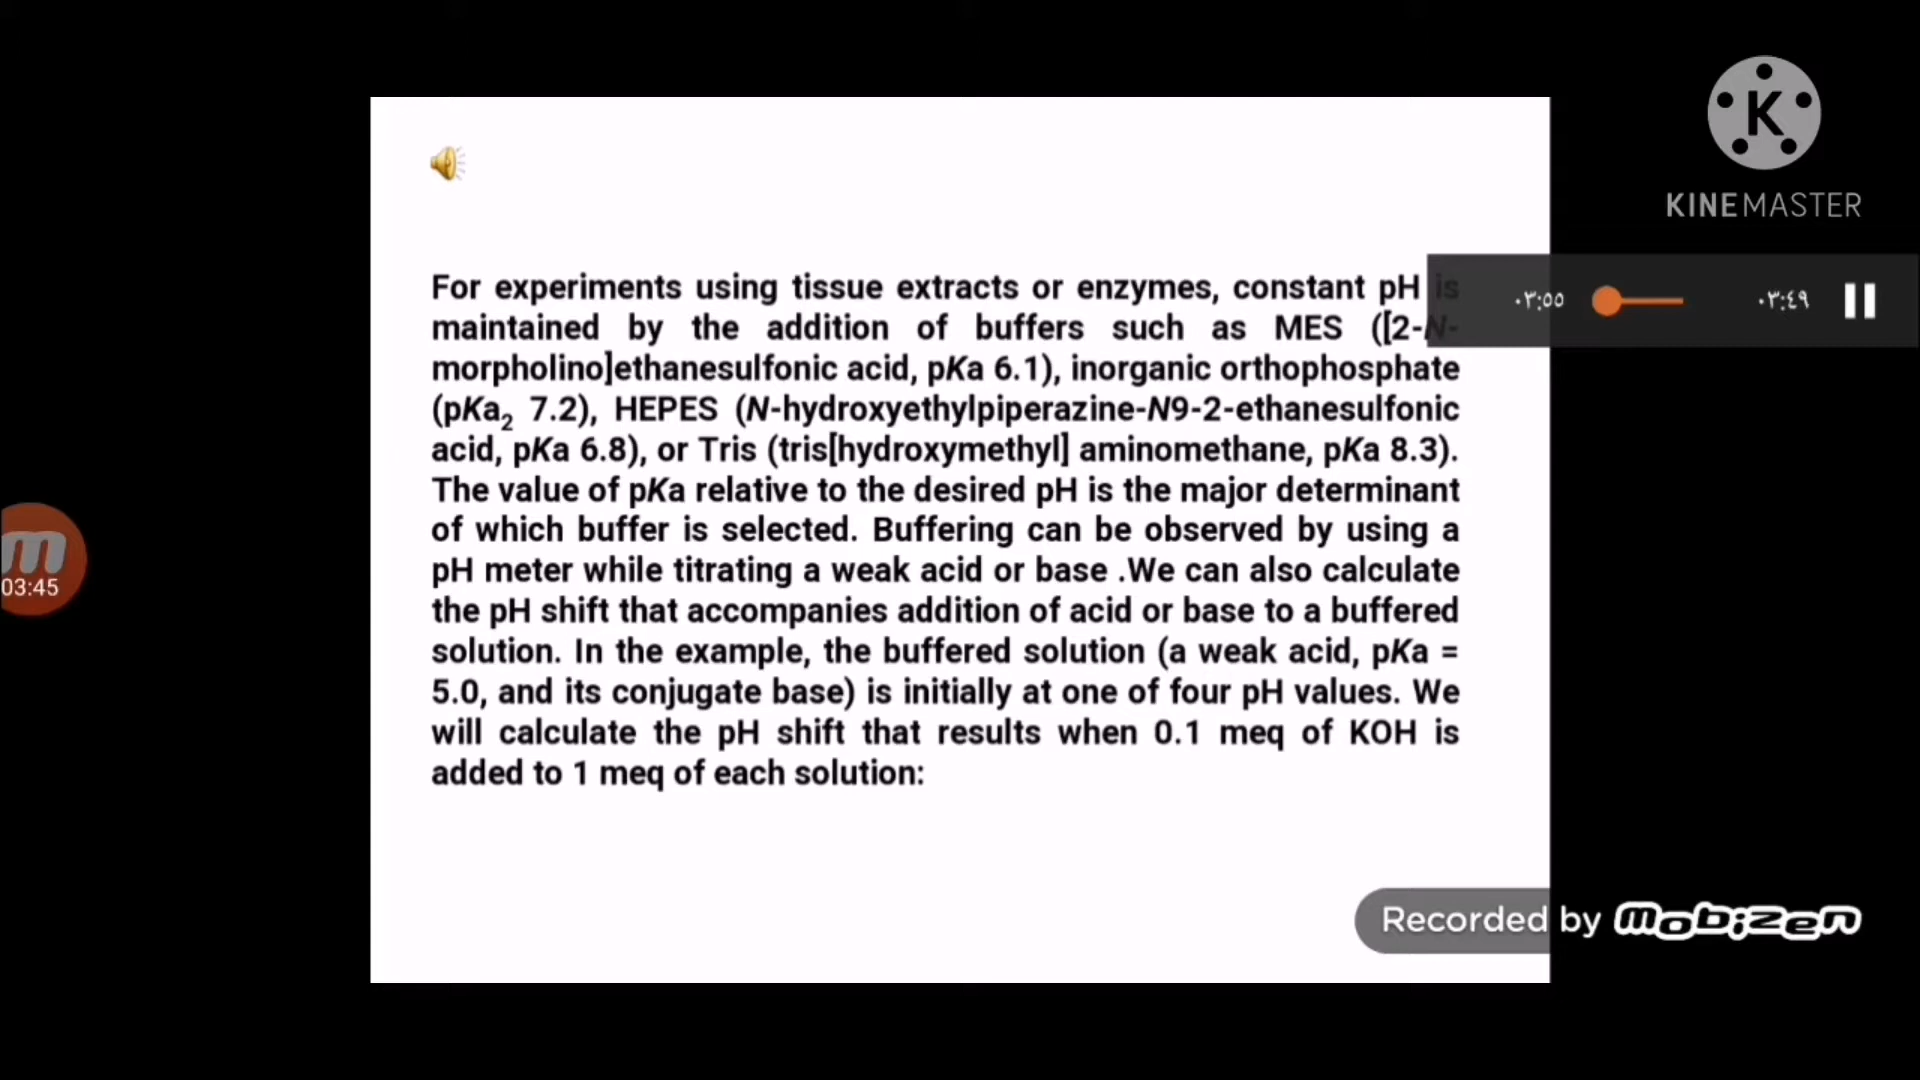 K
KINEMASTER
For experiments using tissue extracts or enzymes, constant pH is
maintained by the addition of buffers such as MES ([2-N-
morpholino]ethanesulfonic acid, pKa 6.1), inorganic orthophosphate
(pKa2 7.2), HEPES (N-hydroxyethylpiperazine-N9-2-ethanesulfonic
acid, pKa 6.8), or Tris (tris[hydroxymethyl] aminomethane, pKa 8.3).
The value of pKa relative to the desired pH is the major determinant
of which buffer is selected. Buffering can be observed by using a
pH meter while titrating a weak acid or base .We can also calculate
the pH shift that accompanies addition of acid or base to a buffered
solution. In the example, the buffered solution (a weak acid, pKa =
5.0, and its conjugate base) is initially at one of four pH values. We
will calculate the pH shift that results when 0.1 meq of KOH is
added to 1 meq of each solution:
٠٣:٥٥ ٠٣:٤٩
m
03:45
Recorded by mobizen